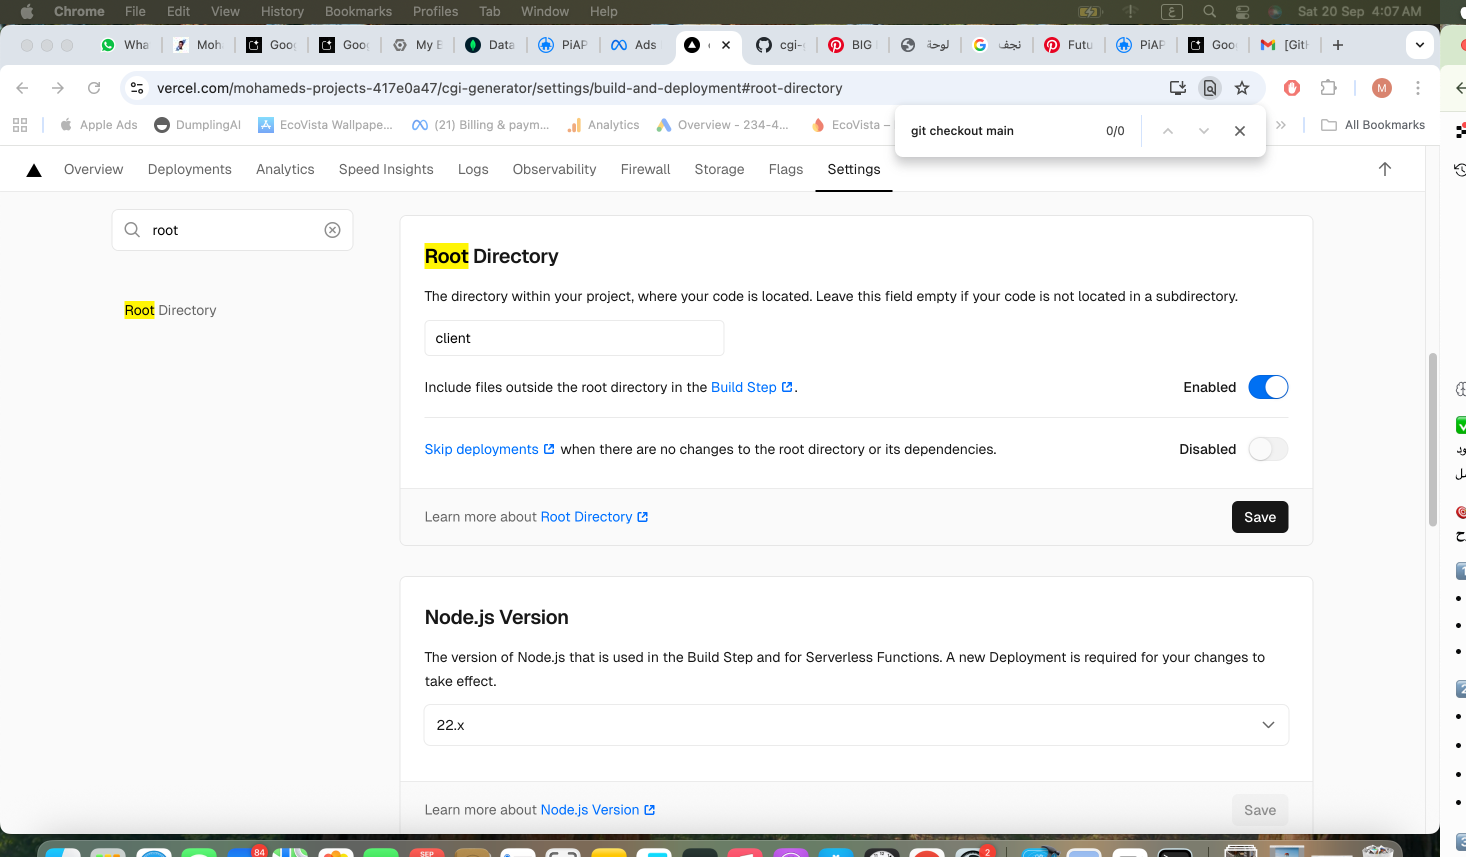 Chrome File Edit View History Bookmarks Profiles Tab Window Help Sat 20 Sep 4:07 AM
Wha Moh Goo Goo My E Data PiAP Ads cgi- BIG لوحة نجف Futu PiAP Goo [Gitl
vercel.com/mohameds-projects-417e0a47/cgi-generator/settings/build-and-deployment#root-directory
M
Apple Ads DumplingAI EcoVista Wallpape... (21) Billing & paym... Analytics Overview - 234-4... EcoVista – All Bookmarks
git checkout main 0/0
Overview Deployments Analytics Speed Insights Logs Observability Firewall Storage Flags Settings
root
Root Directory
Root Directory
The directory within your project, where your code is located. Leave this field empty if your code is not located in a subdirectory.
client
Include files outside the root directory in the Build Step. Enabled
Skip deployments when there are no changes to the root directory or its dependencies. Disabled
Learn more about Root Directory Save
Node.js Version
The version of Node.js that is used in the Build Step and for Serverless Functions. A new Deployment is required for your changes to
take effect.
22.x
Learn more about Node.js Version Save
84 SEP 2